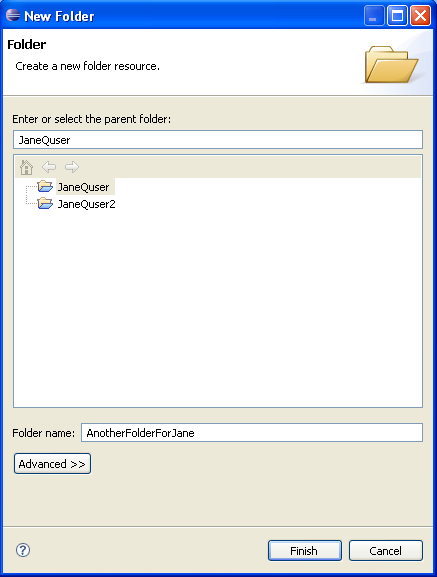 New Folder
Folder
Create a new folder resource.
Enter or select the parent folder:
JaneQuser
JaneQuser
JaneQuser2
Folder name: AnotherFolderForJane
Advanced >>
? Finish Cancel